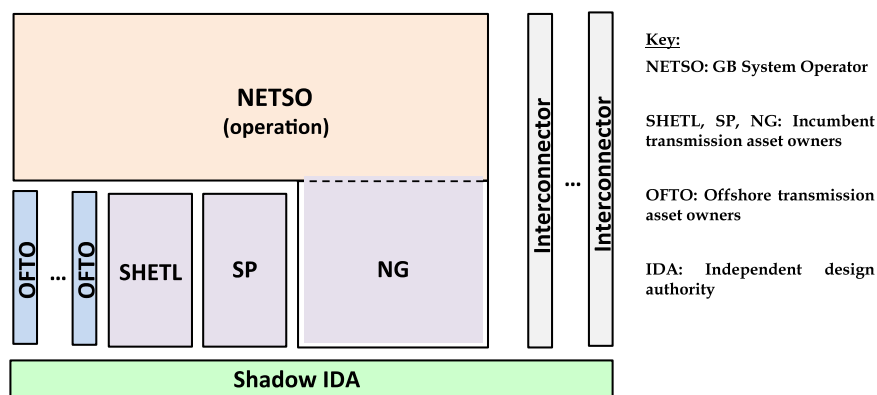 NETSO
(operation)
OFTO
...
OFTO
SHETL
SP
NG
Interconnector
...
Interconnector
Shadow IDA
Key:
NETSO: GB System Operator
SHETL, SP, NG: Incumbent
transmission asset owners
OFTO: Offshore transmission
asset owners
IDA: Independent design
authority